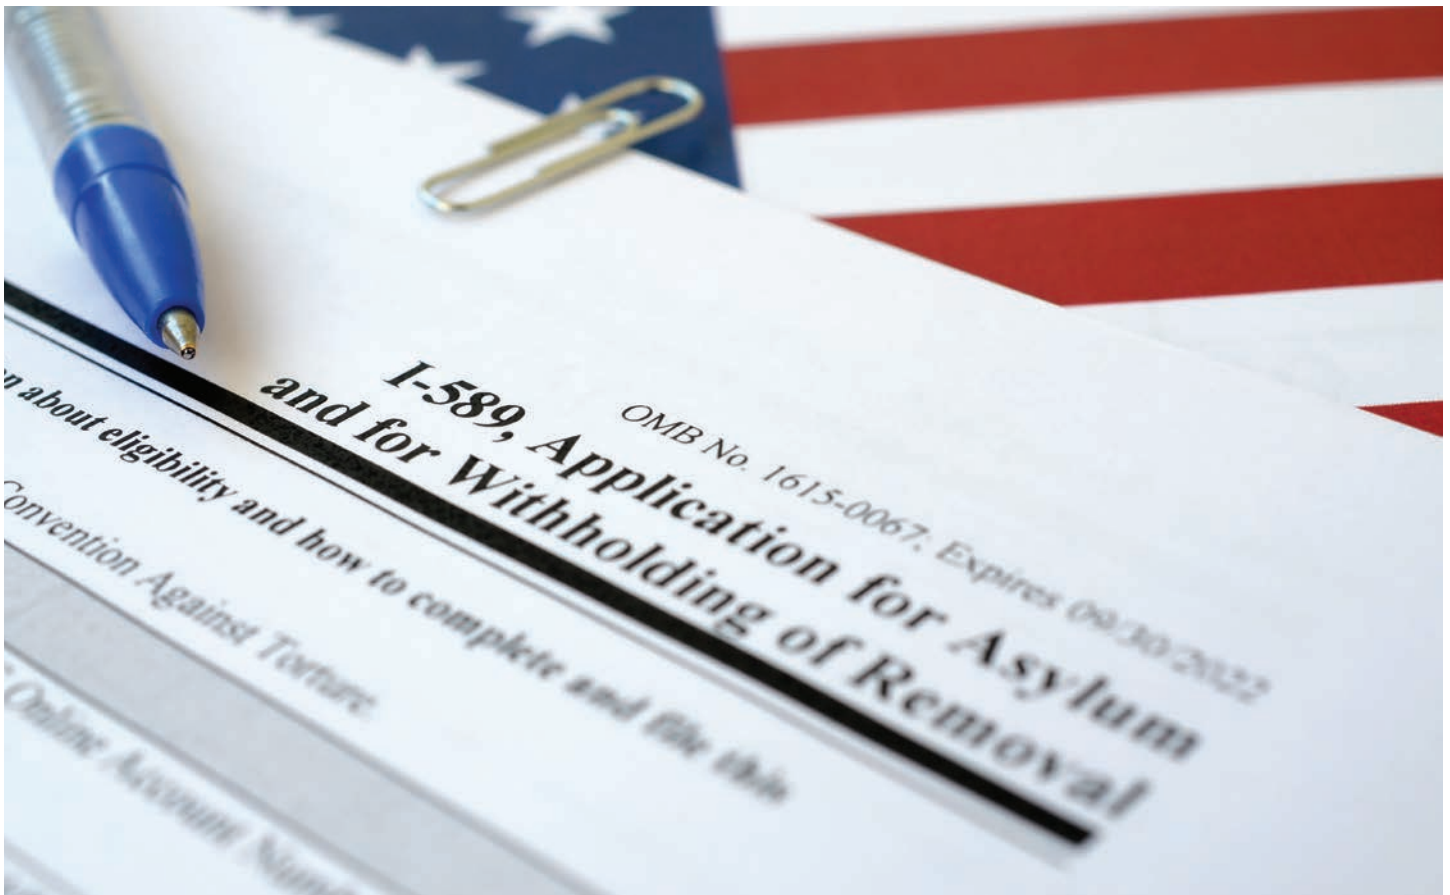 OMB No. 1615-0067; Expires 09/30/2022
I-589, Application for Asylum
and for Withholding of Removal
about eligibility and how to complete and file this
Convention Against Torture.
Online Account